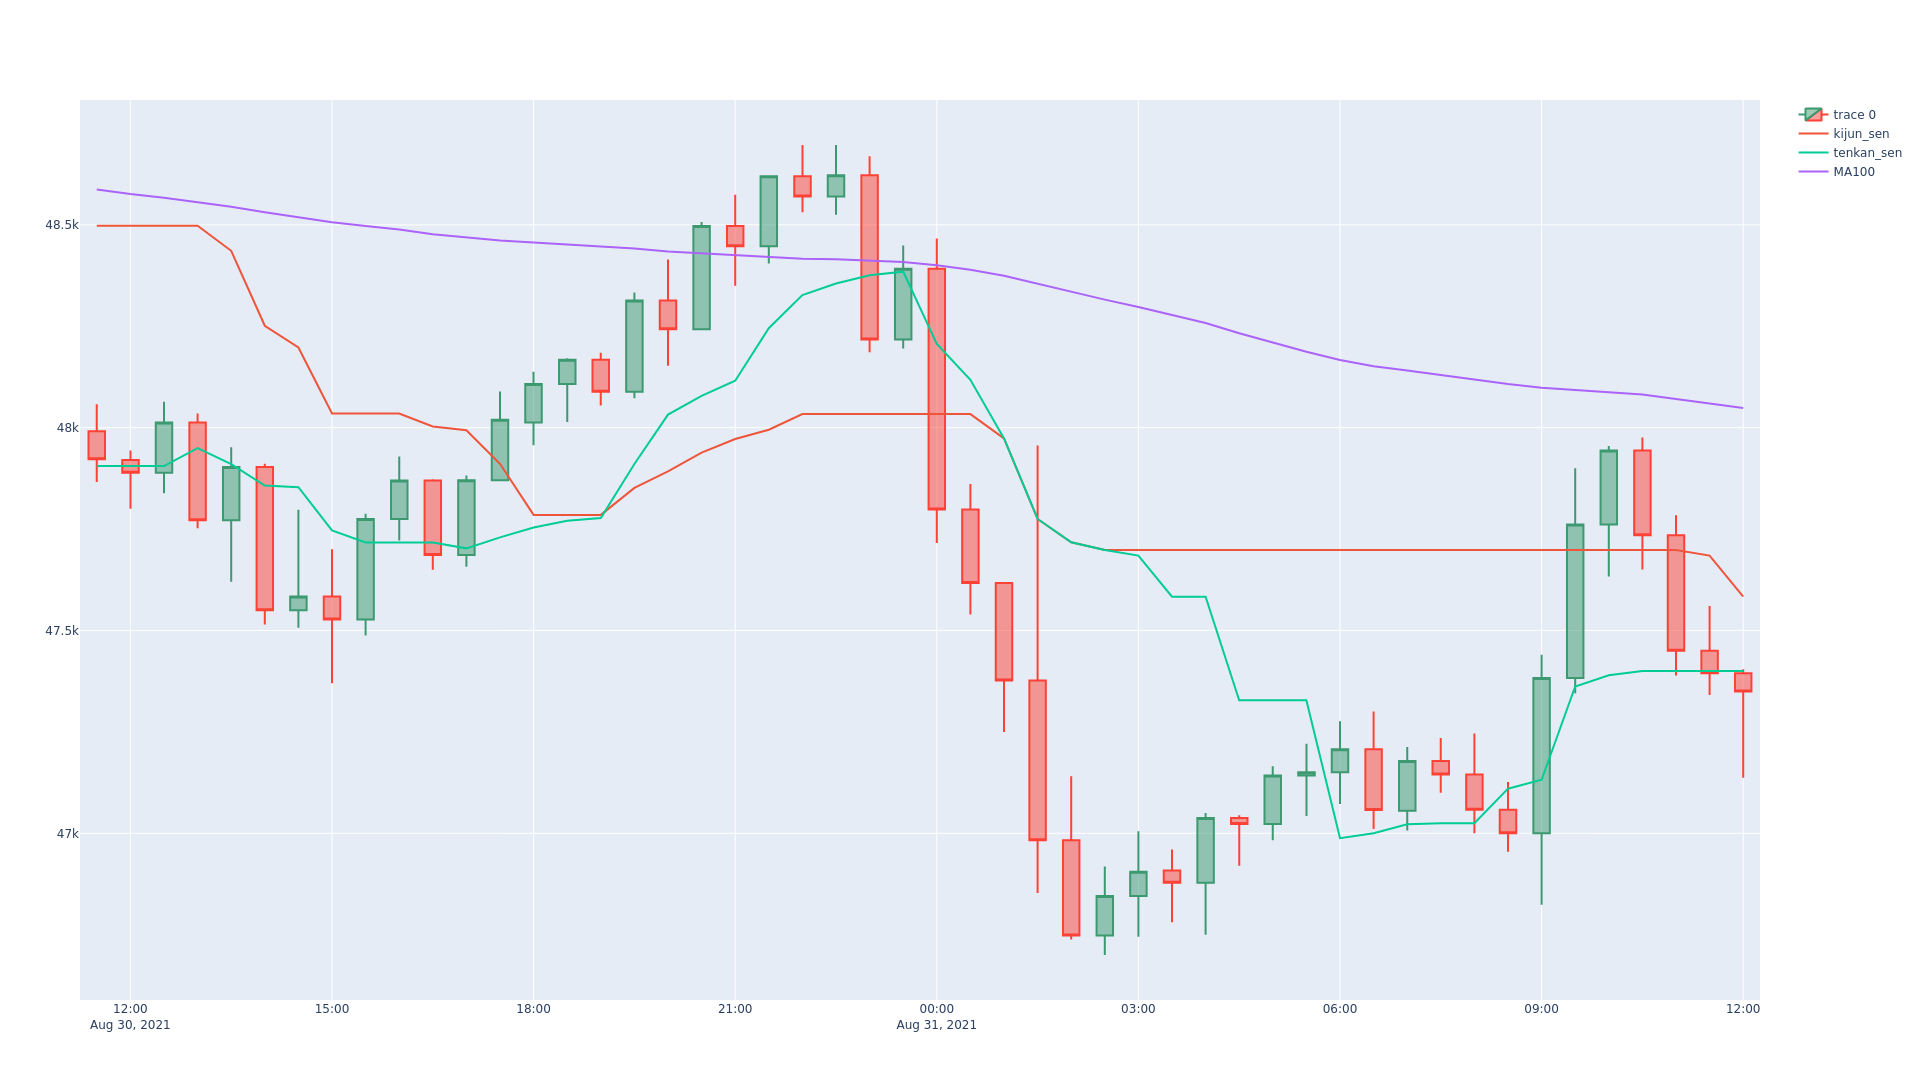 trace 0
kijun_sen
tenkan_sen
MA100
48.5k
48k
47.5k
47k
12:00 15:00 18:00 21:00 00:00 03:00 06:00 09:00 12:00
Aug 30, 2021 Aug 31, 2021